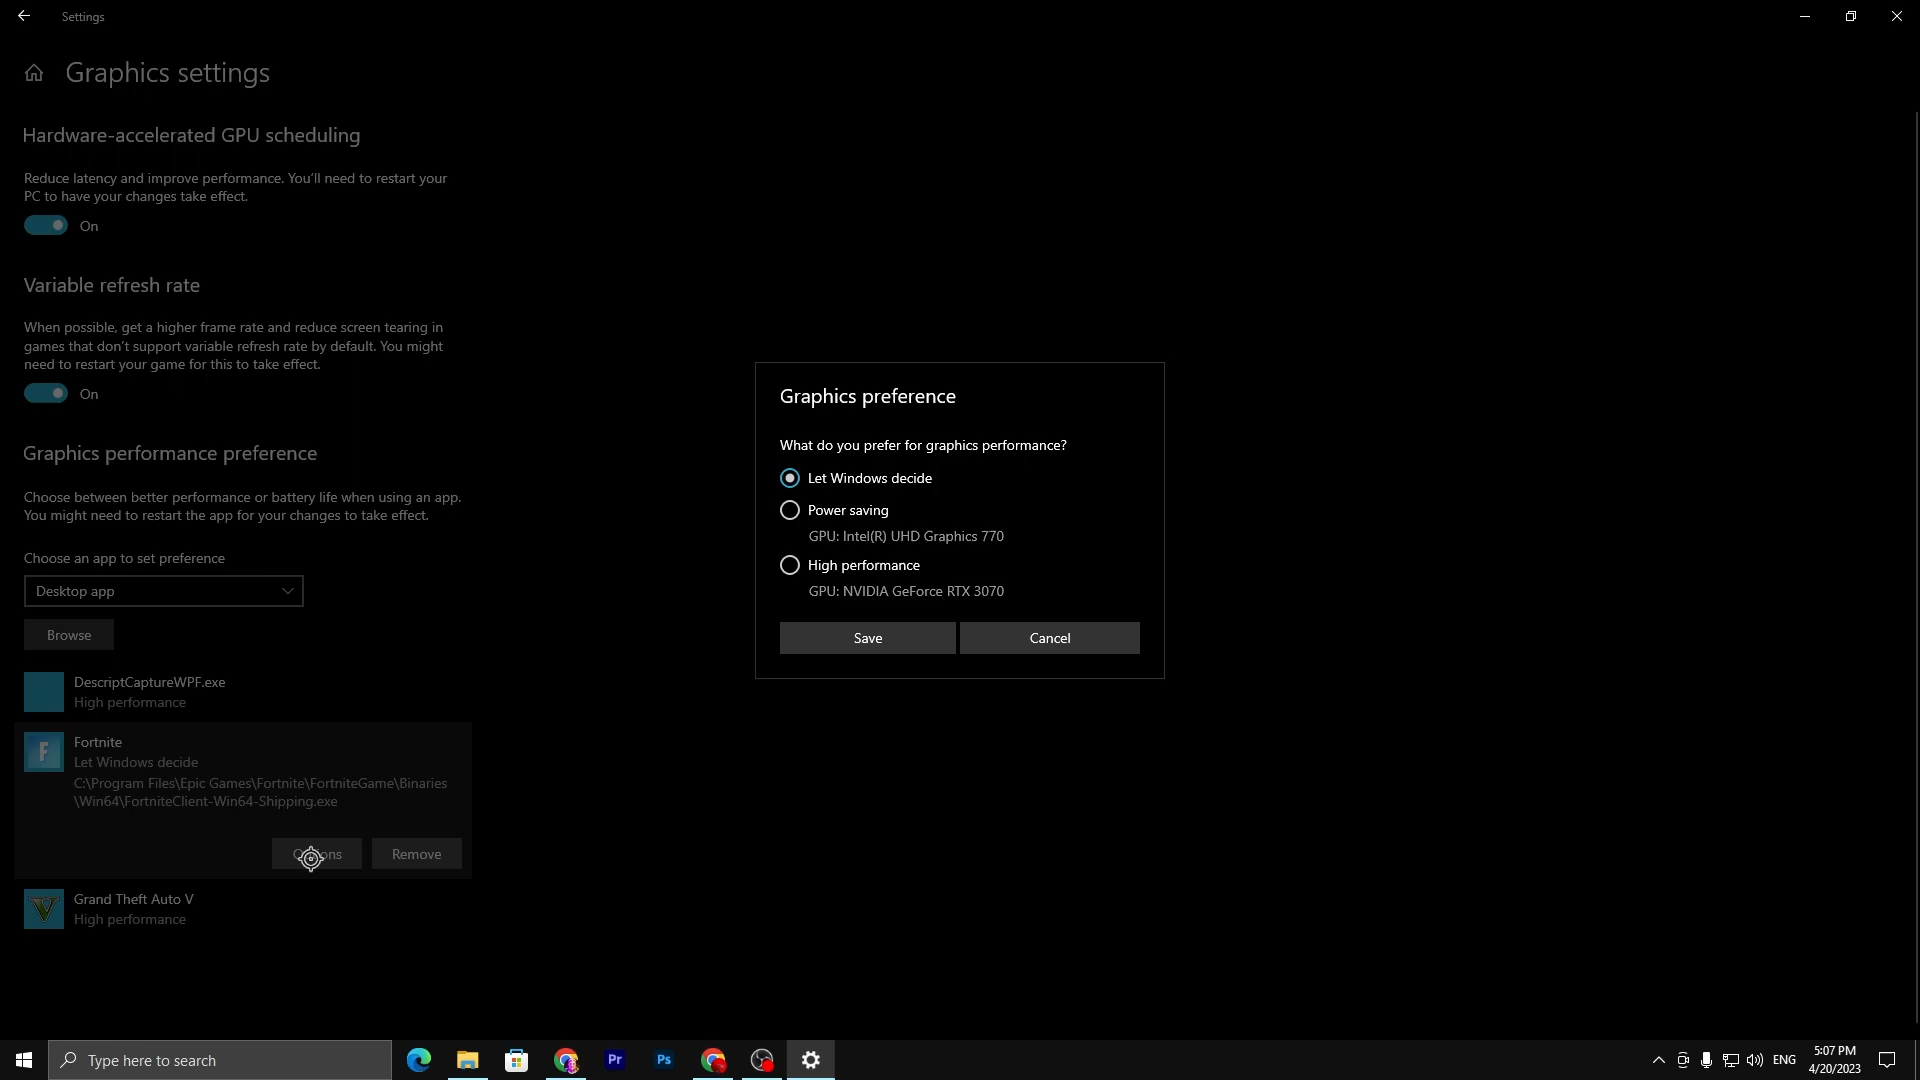 Settings
Graphics settings
Hardware-accelerated GPU scheduling
Reduce latency and improve performance. You'll need to restart your
PC to have your changes take effect.
On
Variable refresh rate
When possible, get a higher frame rate and reduce screen tearing in
games that don't support variable refresh rate by default. You might
need to restart your game for this to take effect.
On
Graphics performance preference
Choose between better performance or battery life when using an app.
You might need to restart the app for your changes to take effect.
Choose an app to set preference
Desktop app
Browse
DescriptCaptureWPF.exe
High performance
F
Fortnite
Let Windows decide
C:\Program Files\Epic Games\Fortnite\FortniteGame\Binaries
\Win64\FortniteClient-Win64-Shipping.exe
Options
Remove
V
Grand Theft Auto V
High performance
Graphics preference
What do you prefer for graphics performance?
Let Windows decide
Power saving
GPU: Intel(R) UHD Graphics 770
High performance
GPU: NVIDIA GeForce RTX 3070
Save
Cancel
Type here to search
Pr
Ps
ENG
5:07 PM
4/20/2023